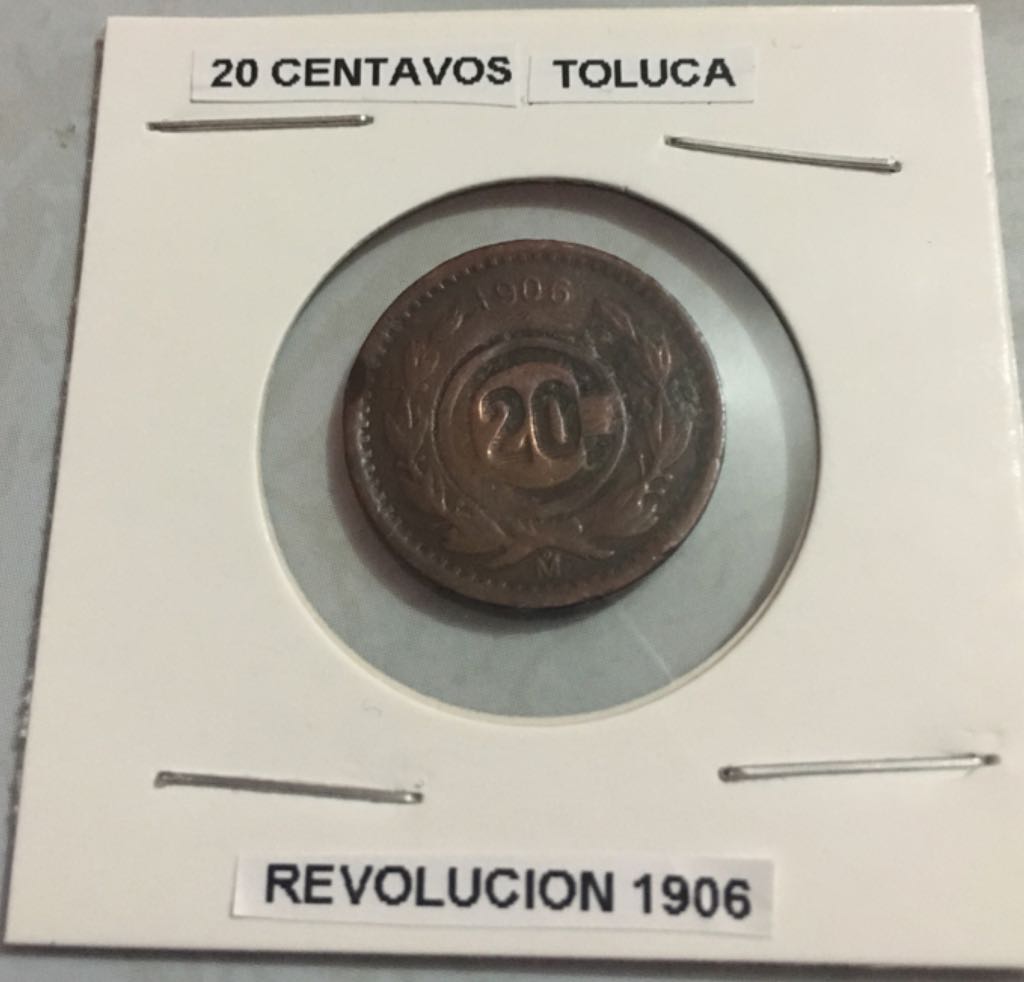 20 CENTAVOS TOLUCA
1906
20
M
REVOLUCION 1906